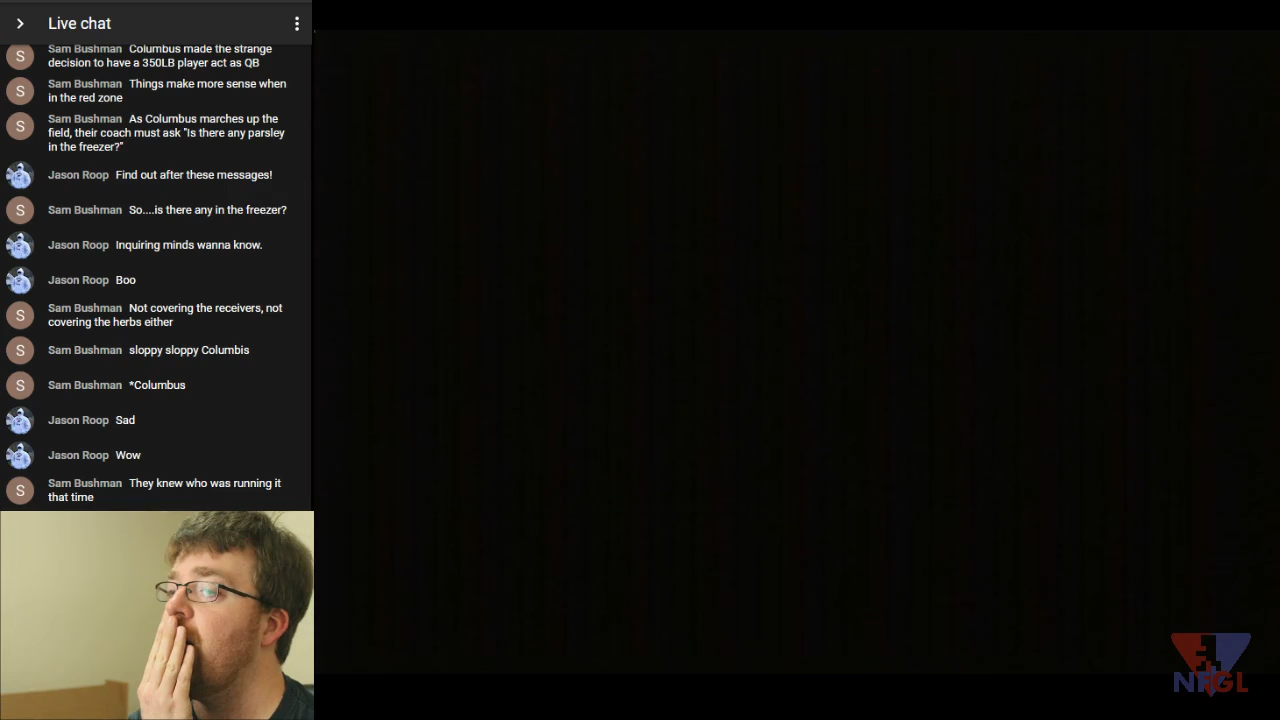 Live chat
Sam Bushman Columbus made the strange
decision to have a 350LB player act as QB
S
Sam Bushman Things make more sense when
in the red zone
S
Sam Bushman As Columbus marches up the
field, their coach must ask "Is there any parsley
in the freezer?"
S
Jason Roop Find out after these messages!
S
Sam Bushman So....is there any in the freezer?
Jason Roop Inquiring minds wanna know.
Jason Roop Boo
S
Sam Bushman Not covering the receivers, not
covering the herbs either
S
Sam Bushman sloppy sloppy Columbis
S
Sam Bushman *Columbus
Jason Roop Sad
Jason Roop Wow
S
Sam Bushman They knew who was running it
that time
NFGL